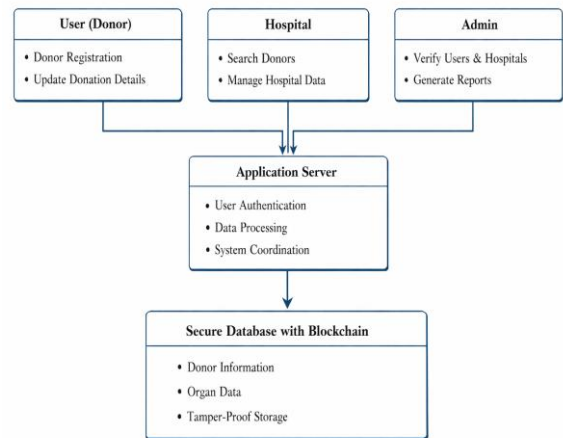 User (Donor)
• Donor Registration
• Update Donation Details
Hospital
• Search Donors
• Manage Hospital Data
Admin
• Verify Users & Hospitals
• Generate Reports
Application Server
• User Authentication
• Data Processing
• System Coordination
Secure Database with Blockchain
• Donor Information
• Organ Data
• Tamper-Proof Storage